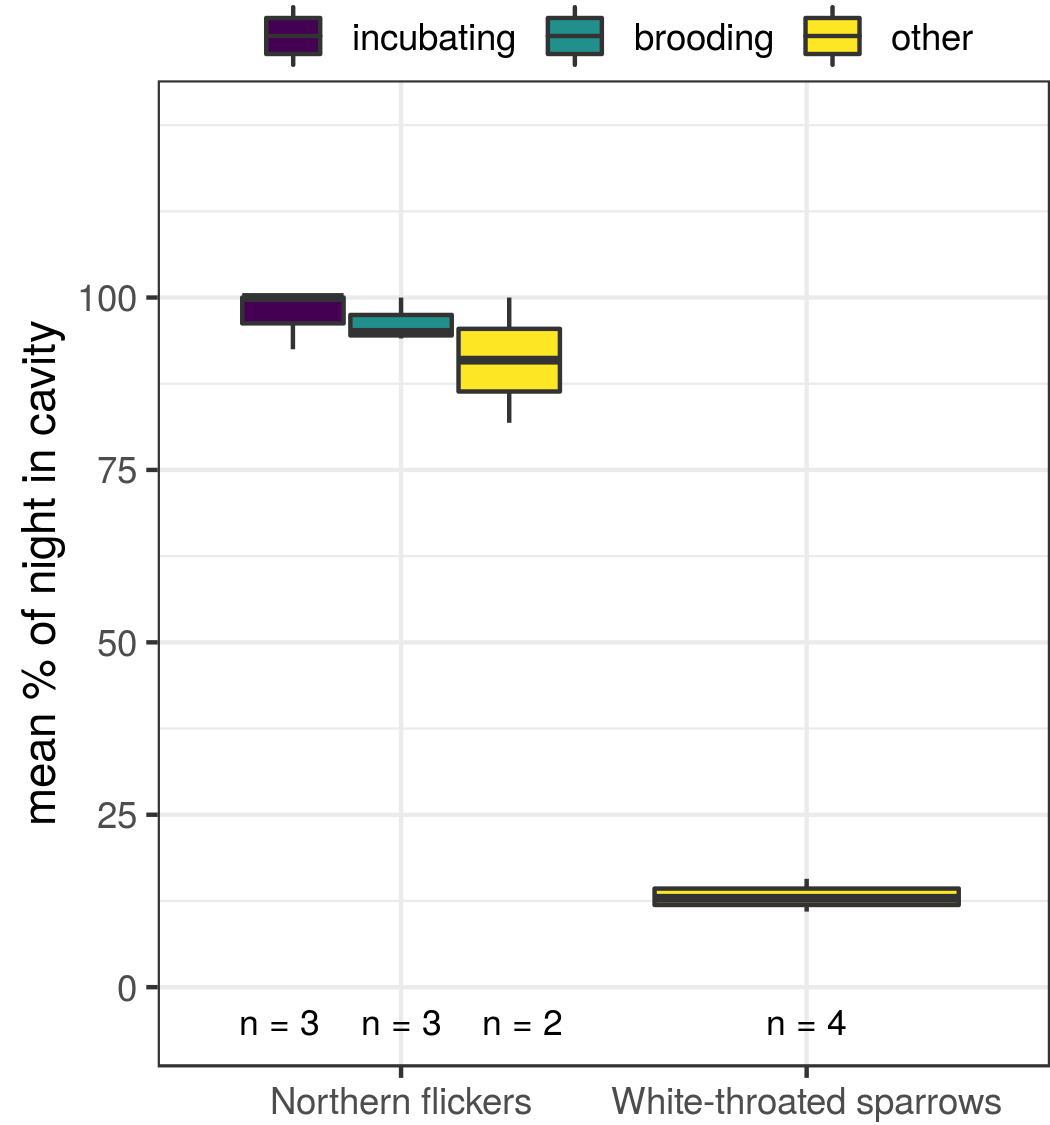 incubating brooding other
mean % of night in cavity
100
75
50
25
0
n = 3 n = 3 n = 2 n = 4
Northern flickers White-throated sparrows